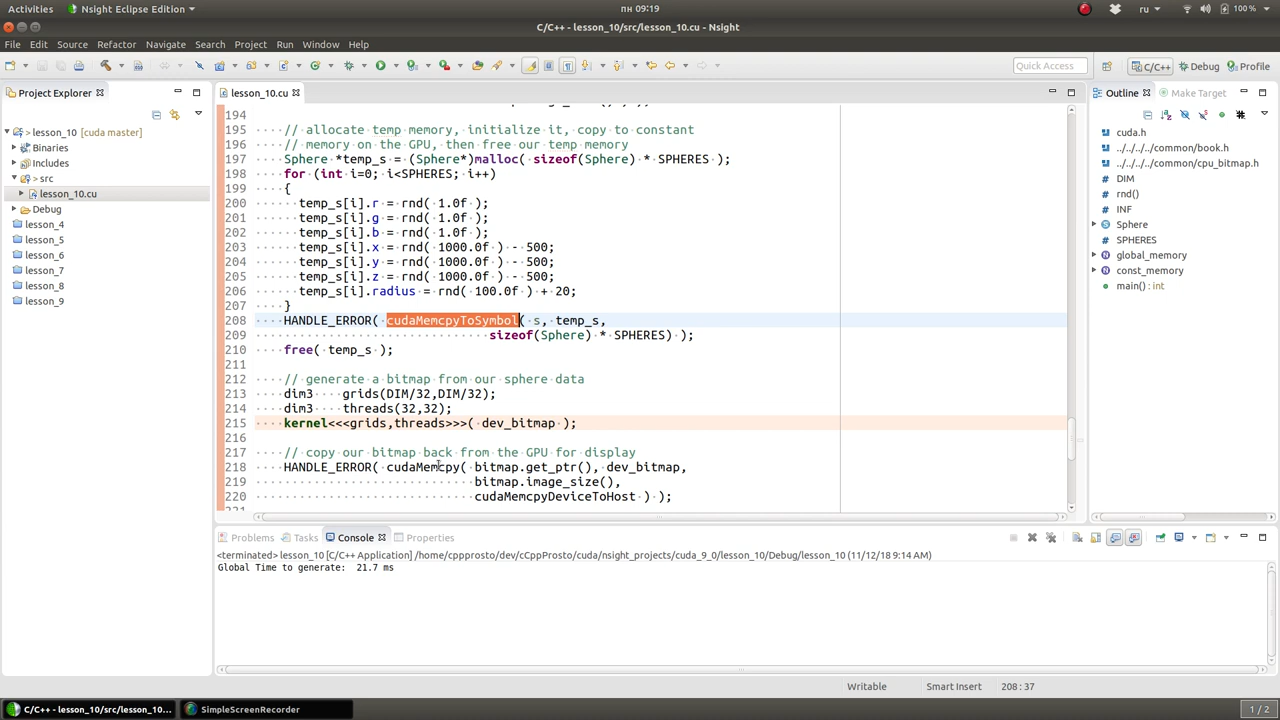 Activities Nsight Eclipse Edition пн 09:19 ru 100 %
C/C++ - lesson_10/src/lesson_10.cu - Nsight
File Edit Source Refactor Navigate Search Project Run Window Help
Quick Access C/C++ Debug Profile
Project Explorer lesson_10.cu Outline Make Target
> lesson_10 [cuda master]
Binaries
Includes
> src
> lesson_10.cu
Debug
lesson_4
lesson_5
lesson_6
lesson_7
lesson_8
lesson_9
194
195 // allocate temp memory, initialize it, copy to constant
196 // memory on the GPU, then free our temp memory
197 Sphere *temp_s = (Sphere*)malloc( sizeof(Sphere) * SPHERES );
198 for (int i=0; i<SPHERES; i++)
199 {
200 temp_s[i].r = rnd( 1.0f );
201 temp_s[i].g = rnd( 1.0f );
202 temp_s[i].b = rnd( 1.0f );
203 temp_s[i].x = rnd( 1000.0f ) - 500;
204 temp_s[i].y = rnd( 1000.0f ) - 500;
205 temp_s[i].z = rnd( 1000.0f ) - 500;
206 temp_s[i].radius = rnd( 100.0f ) + 20;
207 }
208 HANDLE_ERROR( cudaMemcpyToSymbol( s, temp_s,
209 sizeof(Sphere) * SPHERES) );
210 free( temp_s );
211
212 // generate a bitmap from our sphere data
213 dim3 grids(DIM/32,DIM/32);
214 dim3 threads(32,32);
215 kernel<<<grids,threads>>>( dev_bitmap );
216
217 // copy our bitmap back from the GPU for display
218 HANDLE_ERROR( cudaMemcpy( bitmap.get_ptr(), dev_bitmap,
219 bitmap.image_size(),
220 cudaMemcpyDeviceToHost ) );
cuda.h
../../../../common/book.h
../../../../common/cpu_bitmap.h
DIM
rnd()
INF
Sphere
SPHERES
global_memory
const_memory
main() : int
Problems Tasks Console Properties
<terminated> lesson_10 [C/C++ Application] /home/cppprosto/dev/cCppProsto/cuda/nsight_projects/cuda_9_0/lesson_10/Debug/lesson_10 (11/12/18 9:14 AM)
Global Time to generate: 21.7 ms
Writable Smart Insert 208 : 37
C/C++ - lesson_10/src/lesson_10.... SimpleScreenRecorder 1 / 2